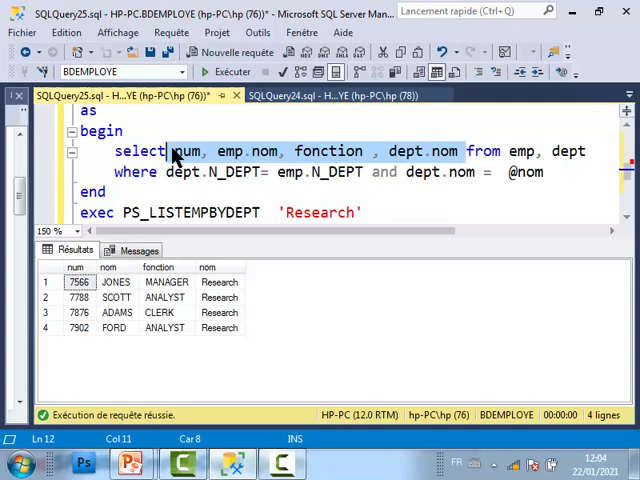 SQLQuery25.sql - HP-PC.BDEMPLOYE (hp-PC\hp (76))* - Microsoft SQL Server Man...
Lancement rapide (Ctrl+Q)
Fichier Edition Affichage Projet Requête Outils Fenêtre Aide
Nouvelle requête
BDEMPLOYE Exécuter
SQLQuery25.sql - H...YE (hp-PC\hp (76))* SQLQuery24.sql - H...YE (hp-PC\hp (78))
as
begin
select num, emp.nom, fonction , dept.nom from emp, dept
where dept.N_DEPT= emp.N_DEPT and dept.nom = @nom
end
exec PS_LISTEMPBYDEPT 'Research'
150 %
Résultats Messages
num nom fonction nom
1 7566 JONES MANAGER Research
2 7788 SCOTT ANALYST Research
3 7876 ADAMS CLERK Research
4 7902 FORD ANALYST Research
Exécution de requête réussie. HP-PC (12.0 RTM) hp-PC\hp (76) BDEMPLOYE 00:00:00 4 lignes
Ln 12 Col 11 Car 8 INS
Ps FR 12:04
22/01/2021